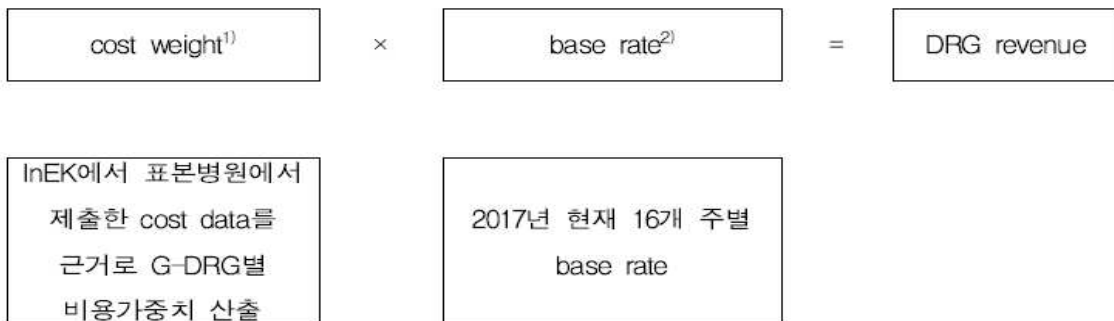 cost weight1) × base rate2) = DRG revenue
InEK에서 표본병원에서
제출한 cost data를
근거로 G-DRG별
비용가중치 산출
2017년 현재 16개 주별
base rate